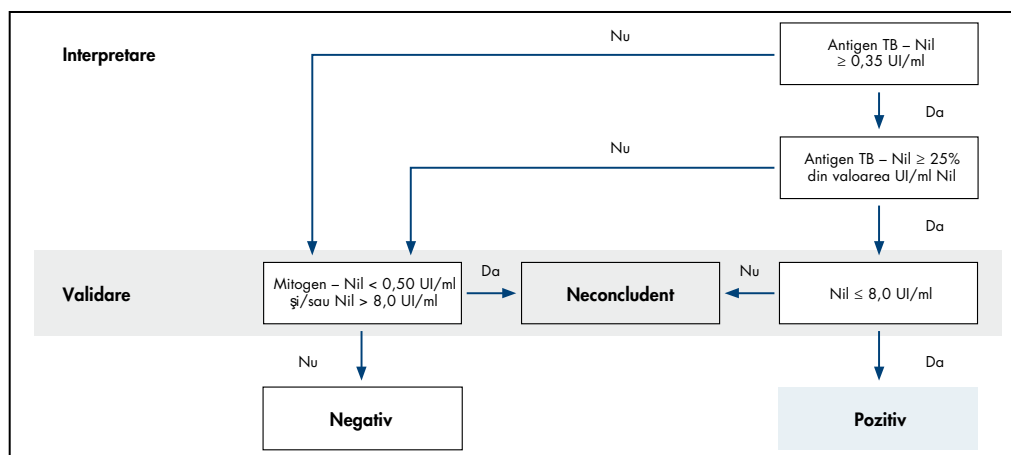 Interpretare
Nu
Antigen TB – Nil
≥ 0,35 UI/ml
Da
Nu
Antigen TB – Nil ≥ 25%
din valoarea UI/ml Nil
Da
Validare
Mitogen – Nil < 0,50 UI/ml
și/sau Nil > 8,0 UI/ml
Da
Neconcludent
Nu
Nil ≤ 8,0 UI/ml
Nu
Da
Negativ
Pozitiv